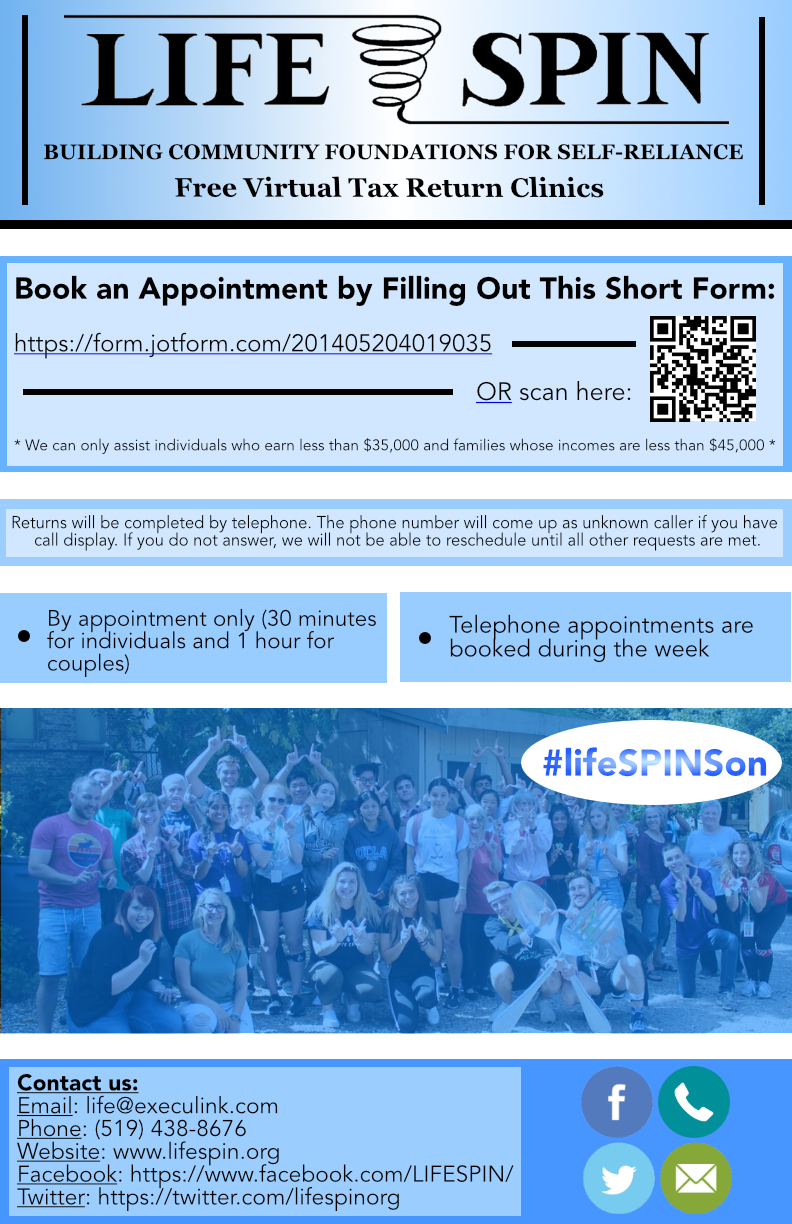 LIFE SPIN
BUILDING COMMUNITY FOUNDATIONS FOR SELF-RELIANCE
Free Virtual Tax Return Clinics
Book an Appointment by Filling Out This Short Form:
https://form.jotform.com/201405204019035
OR scan here:
* We can only assist individuals who earn less than $35,000 and families whose incomes are less than $45,000 *
Returns will be completed by telephone. The phone number will come up as unknown caller if you have
call display. If you do not answer, we will not be able to reschedule until all other requests are met.
• By appointment only (30 minutes
for individuals and 1 hour for
couples)
• Telephone appointments are
booked during the week
#lifeSPINSon
UCLA
Contact us:
Email: life@execulink.com
Phone: (519) 438-8676
Website: www.lifespin.org
Facebook: https://www.facebook.com/LIFESPIN/
Twitter: https://twitter.com/lifespinorg